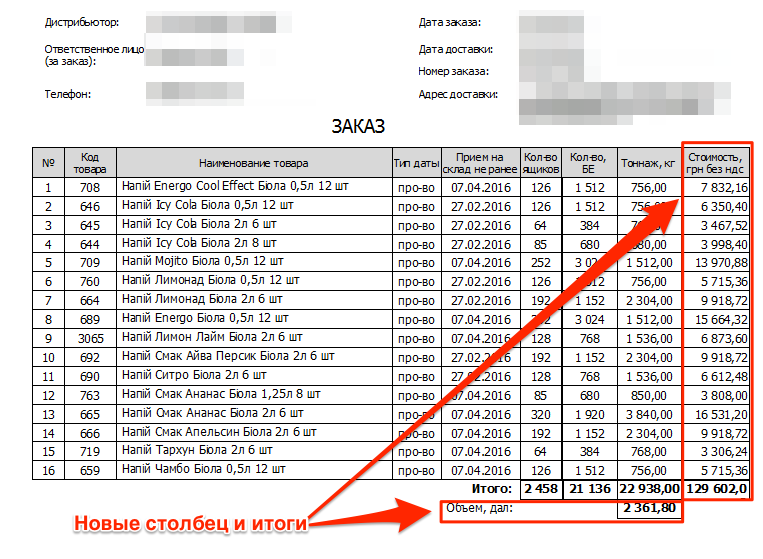 Дистрибьютор:
Ответственное лицо
(за заказ):
Телефон:
Дата заказа:
Дата доставки:
Номер заказа:
Адрес доставки:
ЗАКАЗ
№ Код товара Наименование товара Тип даты Прием на склад не ранее Кол-во ящиков Кол-во, БЕ Тоннаж, кг Стоимость, грн без ндс
1 708 Напій Energo Cool Effect Біола 0,5л 12 шт про-во 07.04.2016 126 1 512 756,00 7 832,16
2 646 Напій Icy Cola Біола 0,5л 12 шт про-во 27.02.2016 126 1 512 6 350,40
3 645 Напій Icy Cola Біола 2л 6 шт про-во 27.02.2016 64 384 3 467,52
4 644 Напій Icy Cola Біола 2л 8 шт про-во 27.02.2016 85 680 3 998,40
5 709 Напій Mojito Біола 0,5л 12 шт про-во 07.04.2016 252 1 512,00 13 970,88
6 760 Напій Лимонад Біола 0,5л 12 шт про-во 27.02.2016 126 756,00 5 715,36
7 664 Напій Лимонад Біола 2л 6 шт про-во 27.02.2016 192 1 152 2 304,00 9 918,72
8 689 Напій Energo Біола 0,5л 12 шт про-во 07.04.2016 3 024 1 512,00 15 664,32
9 3065 Напій Лимон Лайм Біола 2л 6 шт про-во 07.04.2016 128 768 1 536,00 6 873,60
10 692 Напій Смак Айва Персик Біола 2л 6 шт про-во 27.02.2016 192 1 152 2 304,00 9 918,72
11 690 Напій Ситро Біола 2л 6 шт про-во 27.02.2016 128 768 1 536,00 6 612,48
12 763 Напій Смак Ананас Біола 1,25л 8 шт про-во 07.04.2016 85 680 850,00 3 808,00
13 665 Напій Смак Ананас Біола 2л 6 шт про-во 07.04.2016 320 1 920 3 840,00 16 531,20
14 666 Напій Смак Апельсин Біола 2л 6 шт про-во 07.04.2016 192 1 152 2 304,00 9 918,72
15 719 Напій Тархун Біола 2л 6 шт про-во 07.04.2016 64 384 768,00 3 306,24
16 659 Напій Чамбо Біола 0,5л 12 шт про-во 07.04.2016 126 1 512 756,00 5 715,36
Итого: 2 458 21 136 22 938,00 129 602,0
Объем, дал: 2 361,80
Новые столбец и итоги